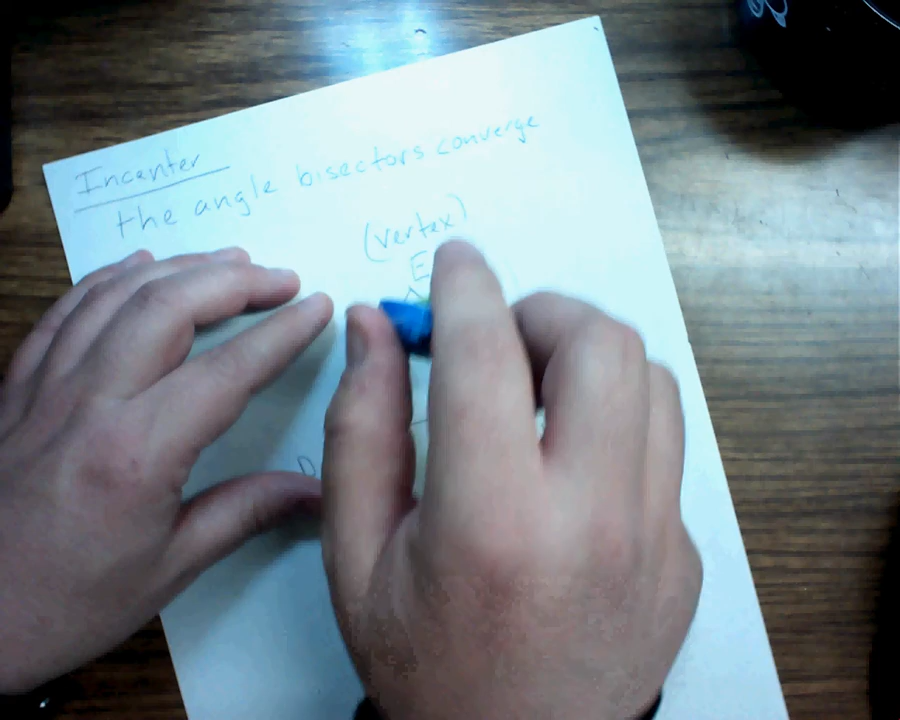 Incenter
the angle bisectors converge
(vertex)
E
D